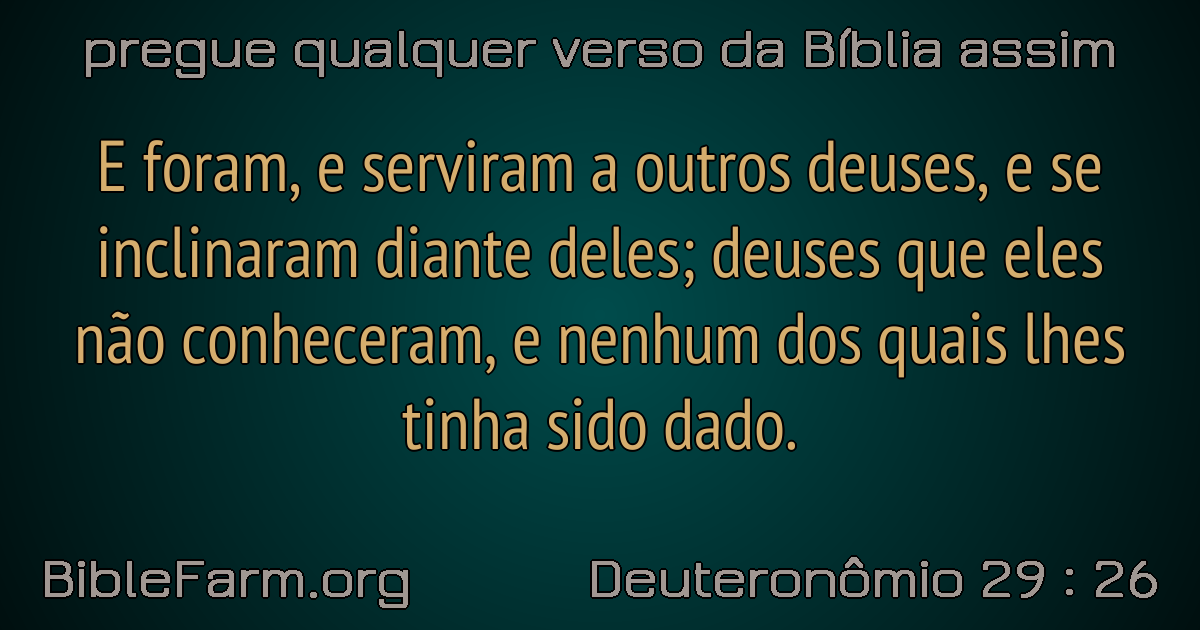 pregue qualquer verso da Bíblia assim
E foram, e serviram a outros deuses, e se
inclinaram diante deles; deuses que eles
não conheceram, e nenhum dos quais lhes
tinha sido dado.
BibleFarm.org
Deuteronômio 29 : 26